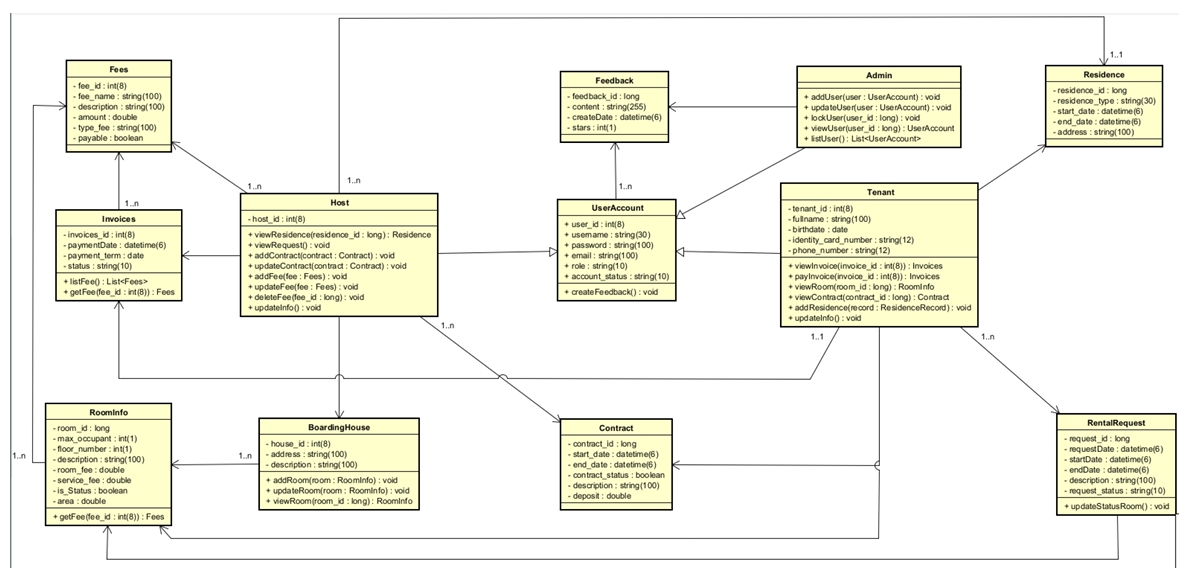 1..1
Fees
- fee_id : int(8)
- fee_name : string(100)
- description : string(100)
- amount : double
- type_fee : string(100)
- payable : boolean
Feedback
- feedback_id : long
- content : string(255)
- createDate : datetime(6)
- stars : int(1)
Admin
+ addUser(user : UserAccount) : void
+ updateUser(user : UserAccount) : void
+ lockUser(user_id : long) : void
+ viewUser(user_id : long) : UserAccount
+ listUser() : List<UserAccount>
Residence
- residence_id : long
- residence_type : string(30)
- start_date : datetime(6)
- end_date : datetime(6)
- address : string(100)
1..n
1..n
1..n
1..n
Invoices
- invoices_id : int(8)
- paymentDate : datetime(6)
- payment_term : date
- status : string(10)
+ listFee() : List<Fees>
+ getFee(fee_id : int(8)) : Fees
Host
- host_id : int(8)
+ viewResidence(residence_id : long) : Residence
+ viewRequest() : void
+ addContract(contract : Contract) : void
+ updateContract(contract : Contract) : void
+ addFee(fee : Fees) : void
+ updateFee(fee : Fees) : void
+ deleteFee(fee_id : long) : void
+ updateInfo() : void
UserAccount
+ user_id : int(8)
+ username : string(30)
+ password : string(100)
+ email : string(100)
+ role : string(10)
+ account_status : string(10)
+ createFeedback() : void
Tenant
- tenant_id : int(8)
- fullname : string(100)
- birthdate : date
- identity_card_number : string(12)
- phone_number : string(12)
+ viewInvoice(invoice_id : int(8)) : Invoices
+ payInvoice(invoice_id : int(8)) : Invoices
+ viewRoom(room_id : long) : RoomInfo
+ viewContract(contract_id : long) : Contract
+ addResidence(record : ResidenceRecord) : void
+ updateInfo() : void
1..n
1..1
1..n
RoomInfo
- room_id : long
- max_occupant : int(1)
- floor_number : int(1)
- description : string(100)
- room_fee : double
- service_fee : double
- is_Status : boolean
- area : double
+ getFee(fee_id : int(8)) : Fees
1..n
1..n
BoardingHouse
- house_id : int(8)
- address : string(100)
- description : string(100)
+ addRoom(room : RoomInfo) : void
+ updateRoom(room : RoomInfo) : void
+ viewRoom(room_id : long) : RoomInfo
Contract
- contract_id : long
- start_date : datetime(6)
- end_date : datetime(6)
- contract_status : boolean
- description : string(100)
- deposit : double
RentalRequest
- request_id : long
- requestDate : datetime(6)
- startDate : datetime(6)
- endDate : datetime(6)
- description : string(100)
- request_status : string(10)
+ updateStatusRoom() : void